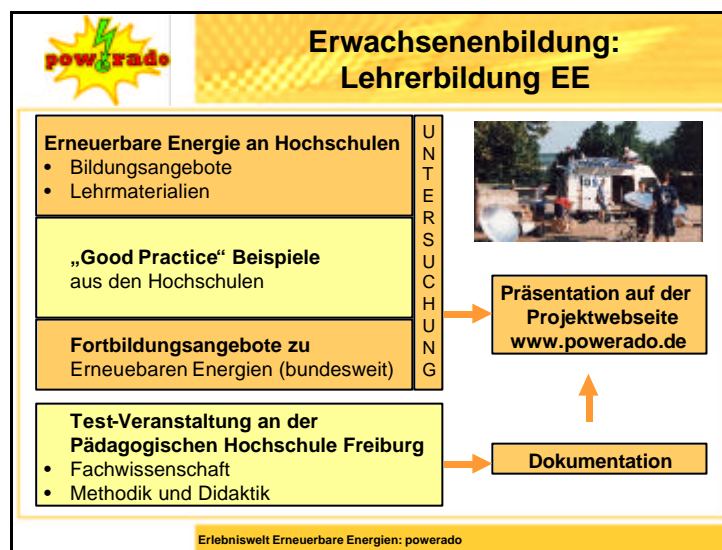 powerado
Erwachsenenbildung:
Lehrerbildung EE
Erneuerbare Energie an Hochschulen
• Bildungsangebote
• Lehrmaterialien
„Good Practice“ Beispiele
aus den Hochschulen
Fortbildungsangebote zu
Erneuebaren Energien (bundesweit)
UNTERSUCHUNG
Präsentation auf der
Projektwebseite
www.powerado.de
Test-Veranstaltung an der
Pädagogischen Hochschule Freiburg
• Fachwissenschaft
• Methodik und Didaktik
Dokumentation
Erlebniswelt Erneuerbare Energien: powerado